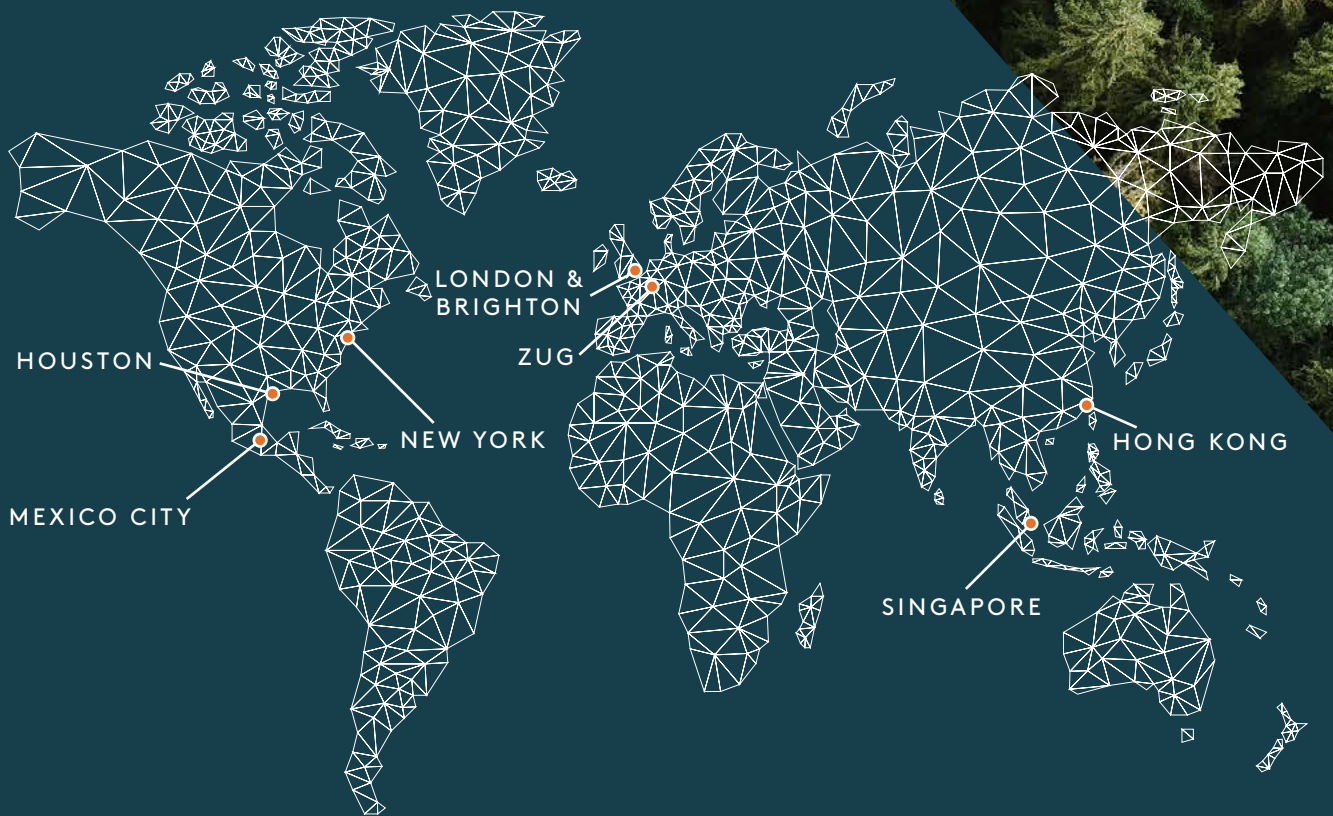 LONDON &
BRIGHTON
ZUG
HOUSTON
NEW YORK
HONG KONG
MEXICO CITY
SINGAPORE